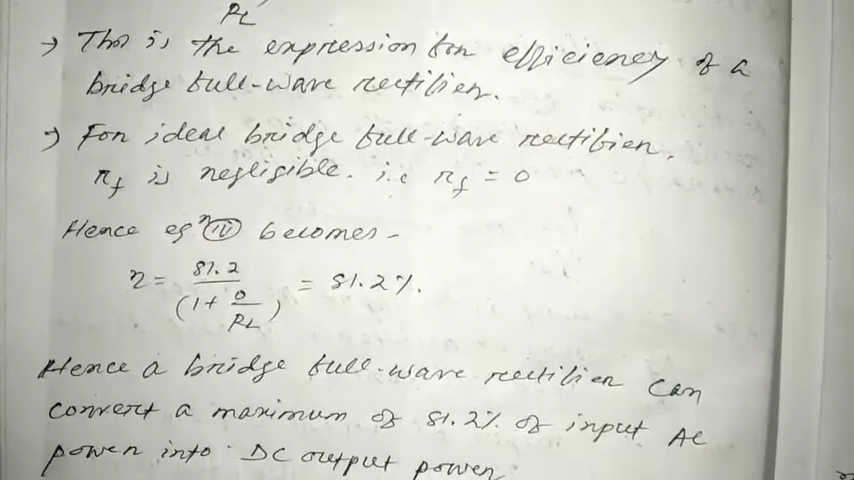 RL
→ This is the expression for efficiency of a
bridge full-wave rectifier.
→ For ideal bridge full-wave rectifier,
rf is negligible. i.e rf = 0
Hence eqn (iv) becomes -
η = 81.2 / (1 + 0/RL) = 81.2%.
Hence a bridge full-wave rectifier can
convert a maximum of 81.2% of input AC
power into DC output power